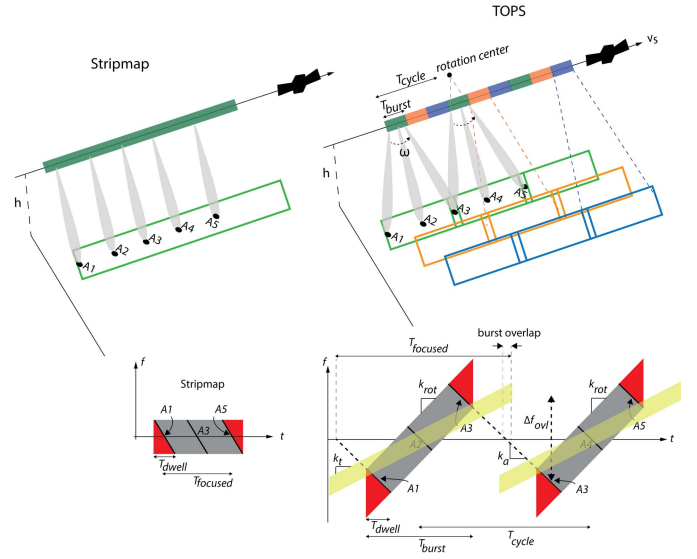 Stripmap
TOPS
v_s
rotation center
T_cycle
T_burst
ω
h
A1
A2
A3
A4
A5
h
A1
A2
A3
A4
A5
burst overlap
T_focused
f
Stripmap
A1
A5
A3
t
T_dwell
T_focused
f
k_rot
A3
A2
k_t
A1
k_a
Δf_ovl
k_rot
A5
A4
A3
t
T_dwell
T_burst
T_cycle